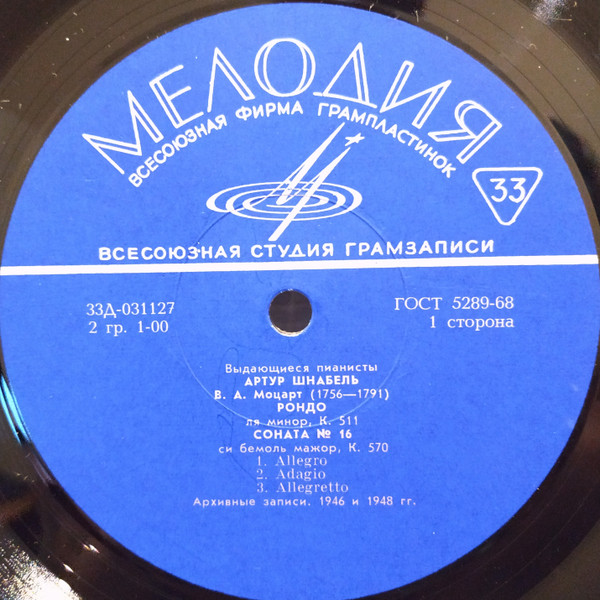 МЕЛОДИЯ
ВСЕСОЮЗНАЯ ФИРМА ГРАМПЛАСТИНОК
33
ВСЕСОЮЗНАЯ СТУДИЯ ГРАМЗАПИСИ
33Д-031127
ГОСТ 5289-68
2 гр. 1-00
1 сторона
Выдающиеся пианисты
АРТУР ШНАБЕЛЬ
В. А. Моцарт (1756—1791)
РОНДО
ля минор, К. 511
СОНАТА № 16
си бемоль мажор, К. 570
1. Allegro
2. Adagio
3. Allegretto
Архивные записи. 1946 и 1948 гг.